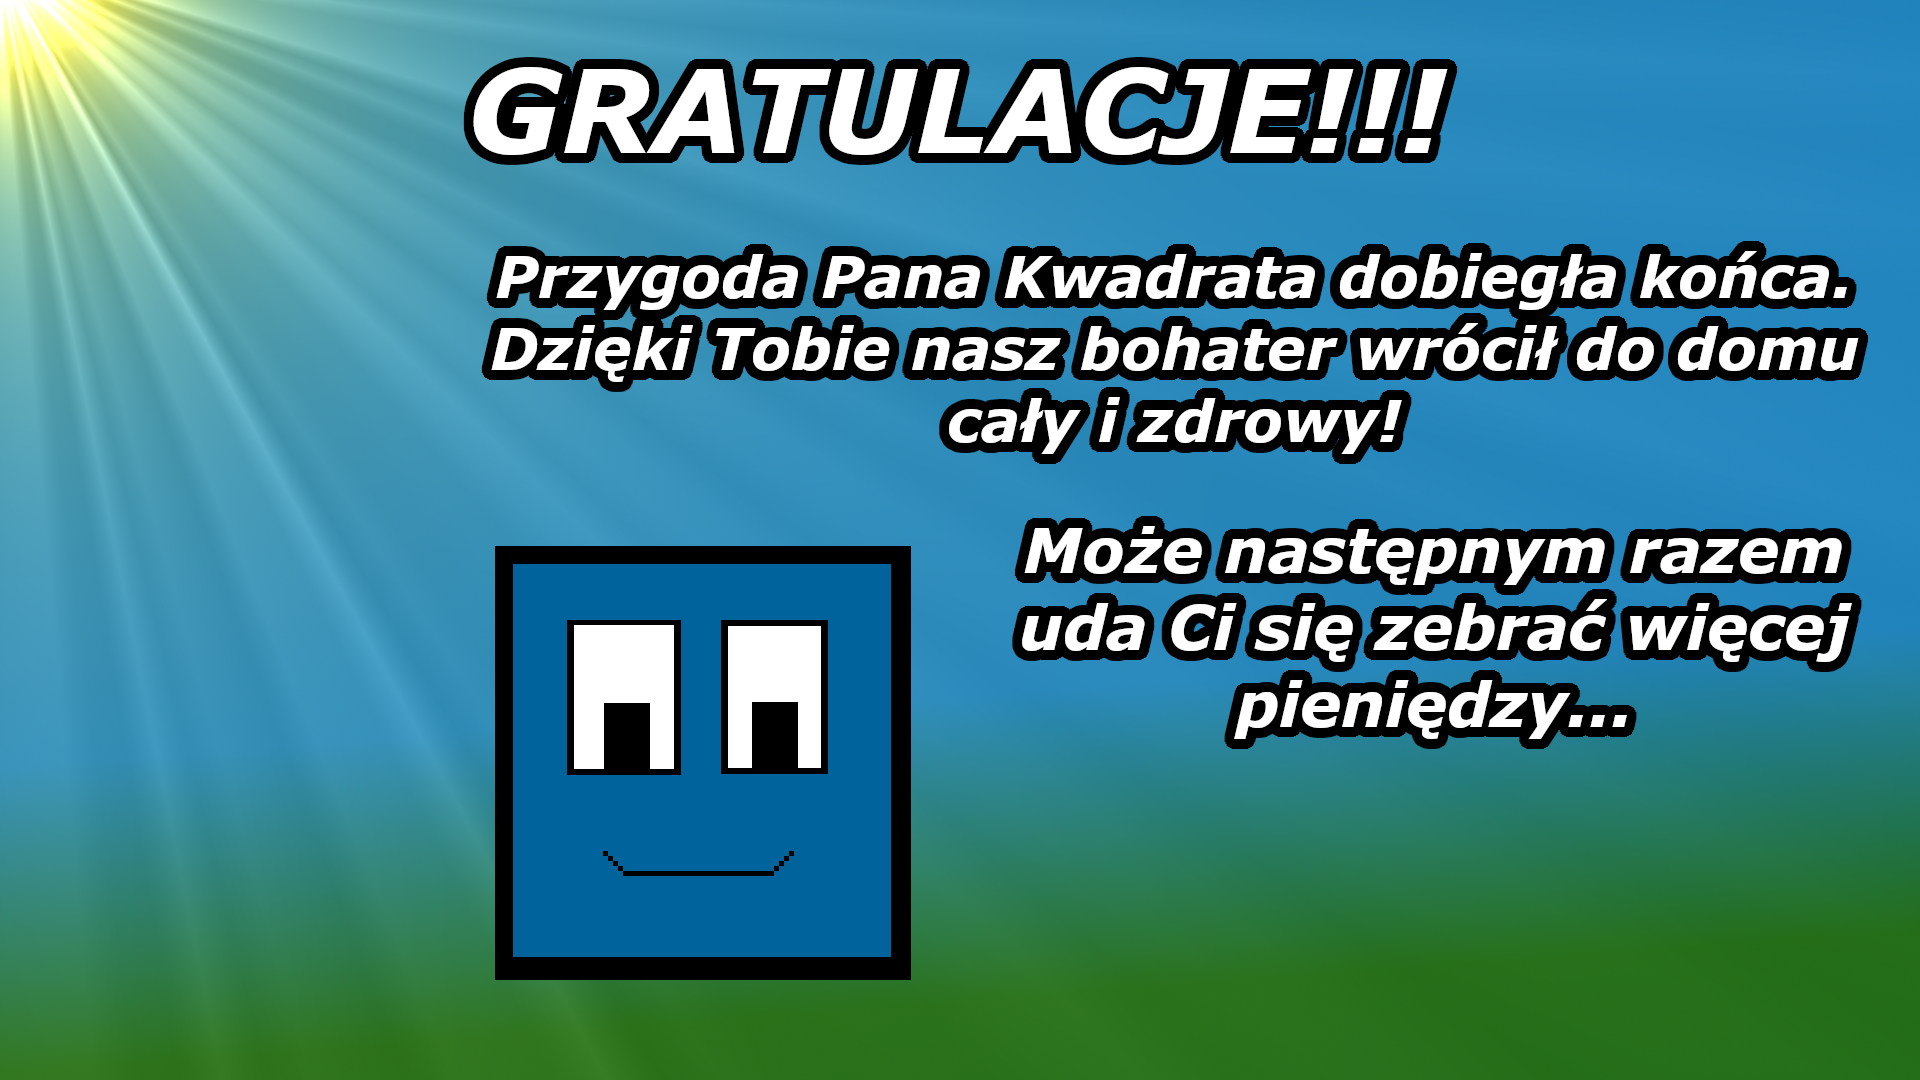 GRATULACJE!!!
Przygoda Pana Kwadrata dobiegła końca.
Dzięki Tobie nasz bohater wrócił do domu
cały i zdrowy!
Może następnym razem
uda Ci się zebrać więcej
pieniędzy...